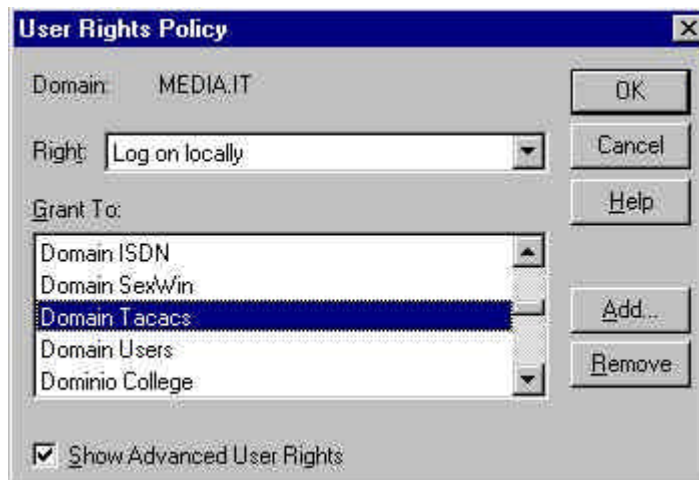 User Rights Policy
Domain: MEDIA.IT
OK
Right: Log on locally
Cancel
Help
Grant To:
Domain ISDN
Domain SexWin
Domain Tacacs
Domain Users
Dominio College
Add...
Remove
Show Advanced User Rights